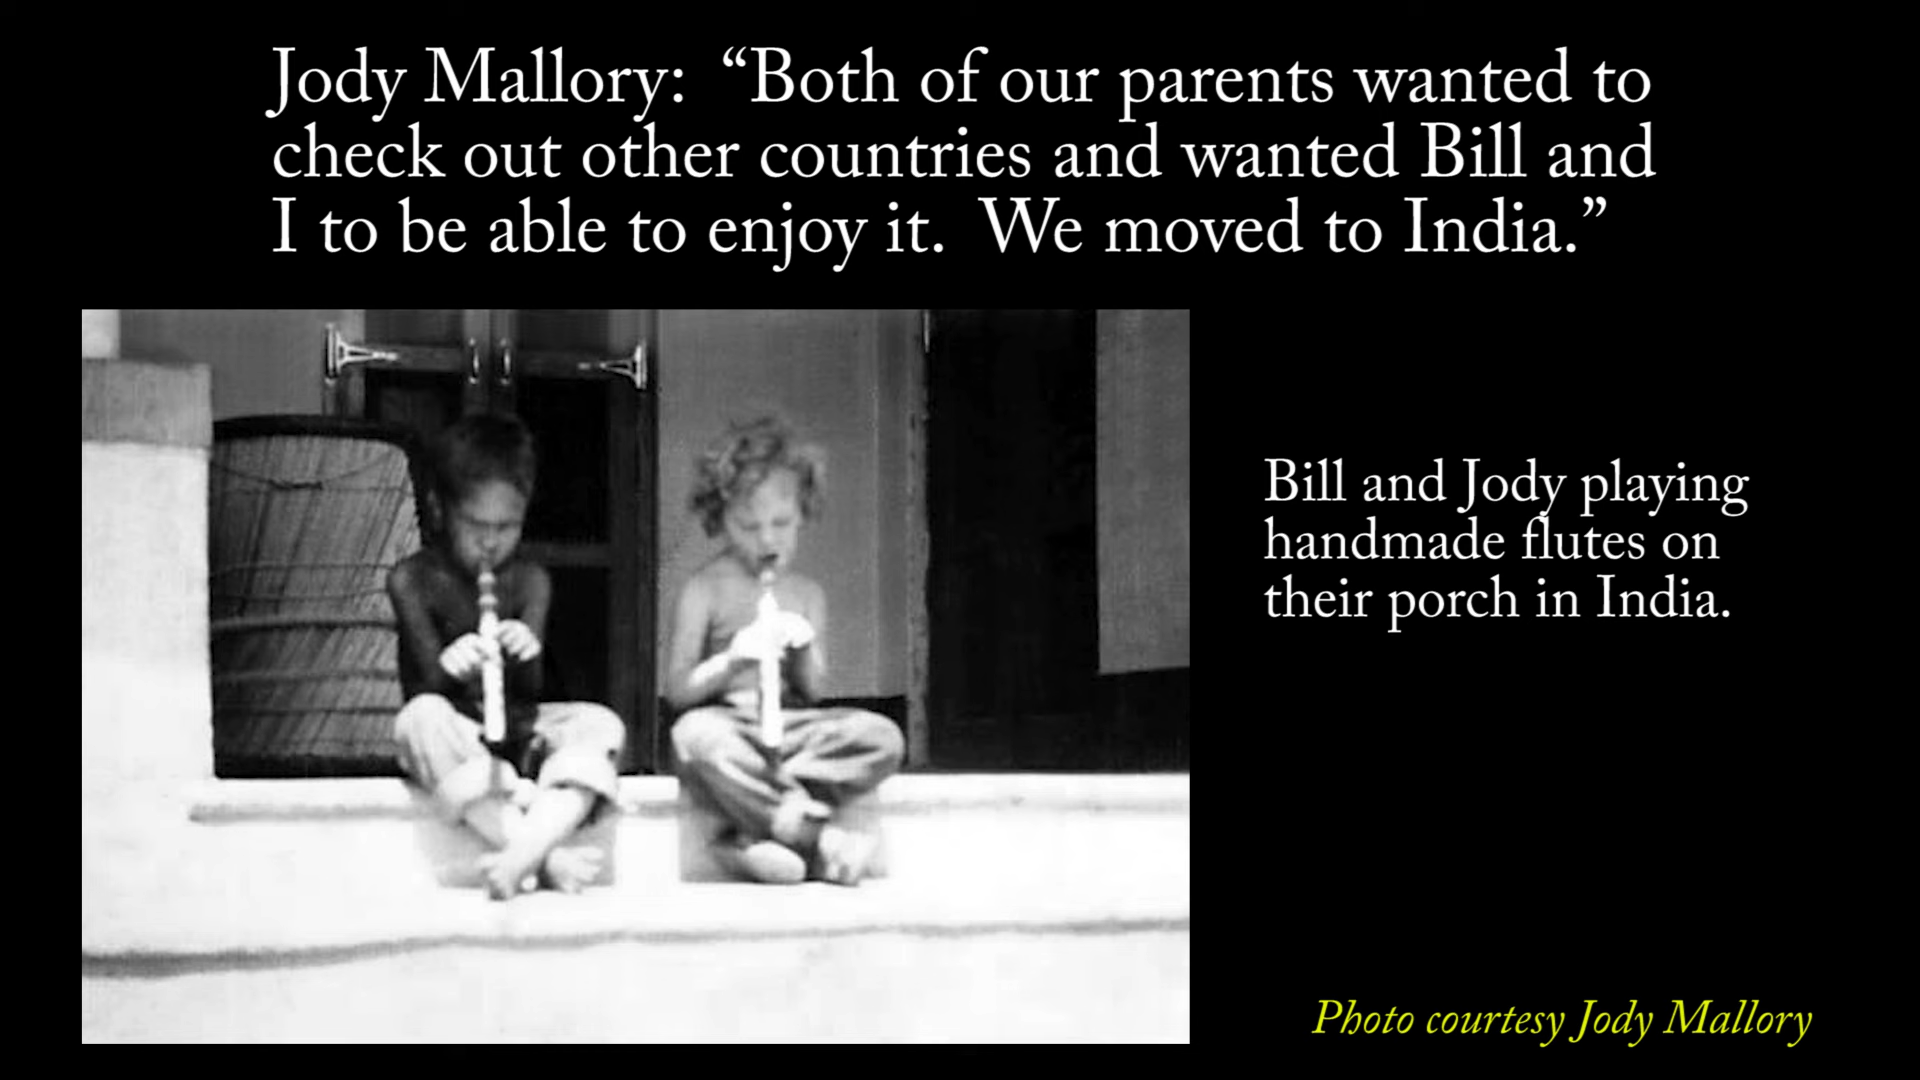 Jody Mallory:  “Both of our parents wanted to
check out other countries and wanted Bill and
I to be able to enjoy it.  We moved to India.”
Bill and Jody playing
handmade flutes on
their porch in India.
Photo courtesy Jody Mallory